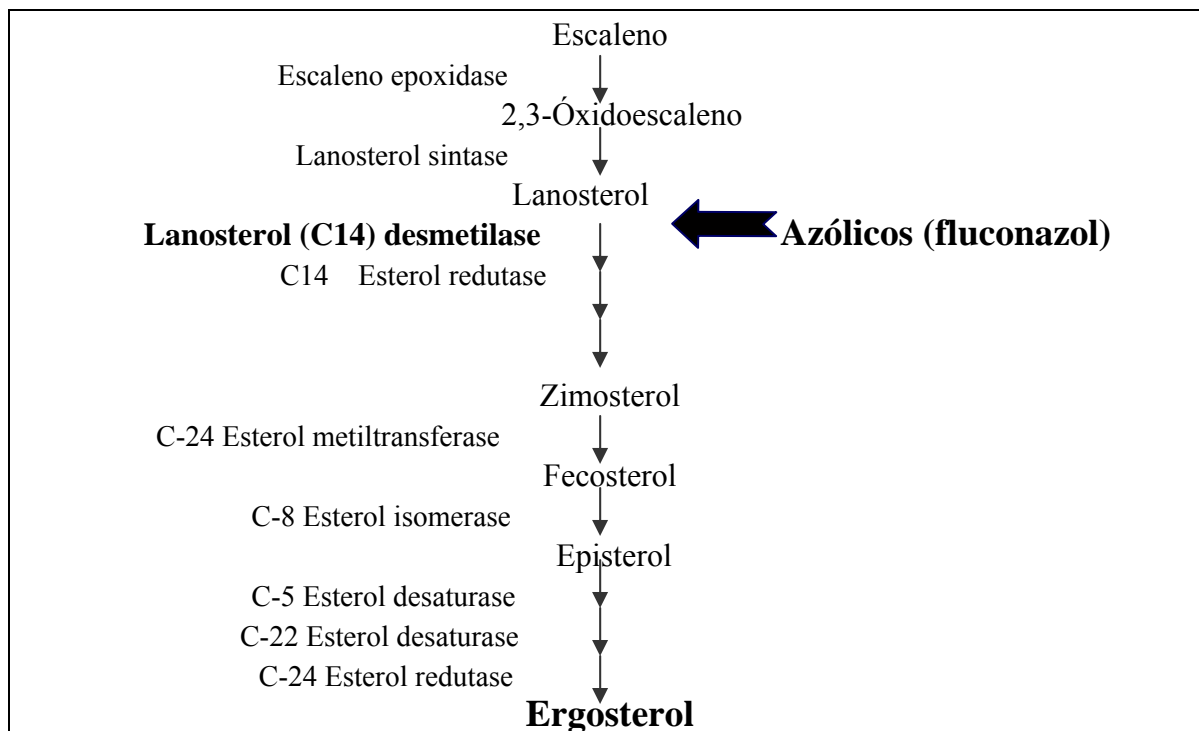 Escaleno
Escaleno epoxidase
2,3-Óxidoescaleno
Lanosterol sintase
Lanosterol
Lanosterol (C14) desmetilase
Azólicos (fluconazol)
C14 Esterol redutase
Zimosterol
C-24 Esterol metiltransferase
Fecosterol
C-8 Esterol isomerase
Episterol
C-5 Esterol desaturase
C-22 Esterol desaturase
C-24 Esterol redutase
Ergosterol